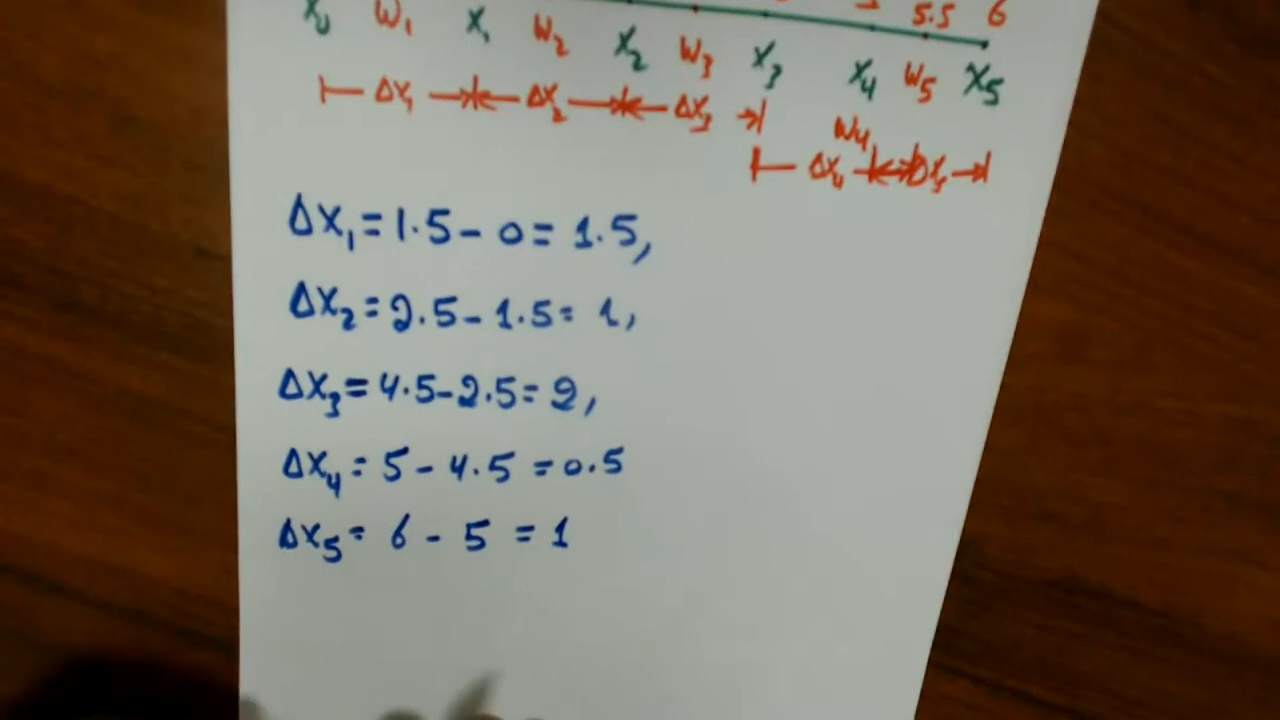 5.5 6
x₀ w₁ x₁ w₂ x₂ w₃ x₃ x₄ w₅ x₅
Δx₁ Δx₂ Δx₃
w₄
Δx₄ Δx₅
Δx₁ = 1.5 - 0 = 1.5,
Δx₂ = 2.5 - 1.5 = 1,
Δx₃ = 4.5 - 2.5 = 2,
Δx₄ = 5 - 4.5 = 0.5
Δx₅ = 6 - 5 = 1